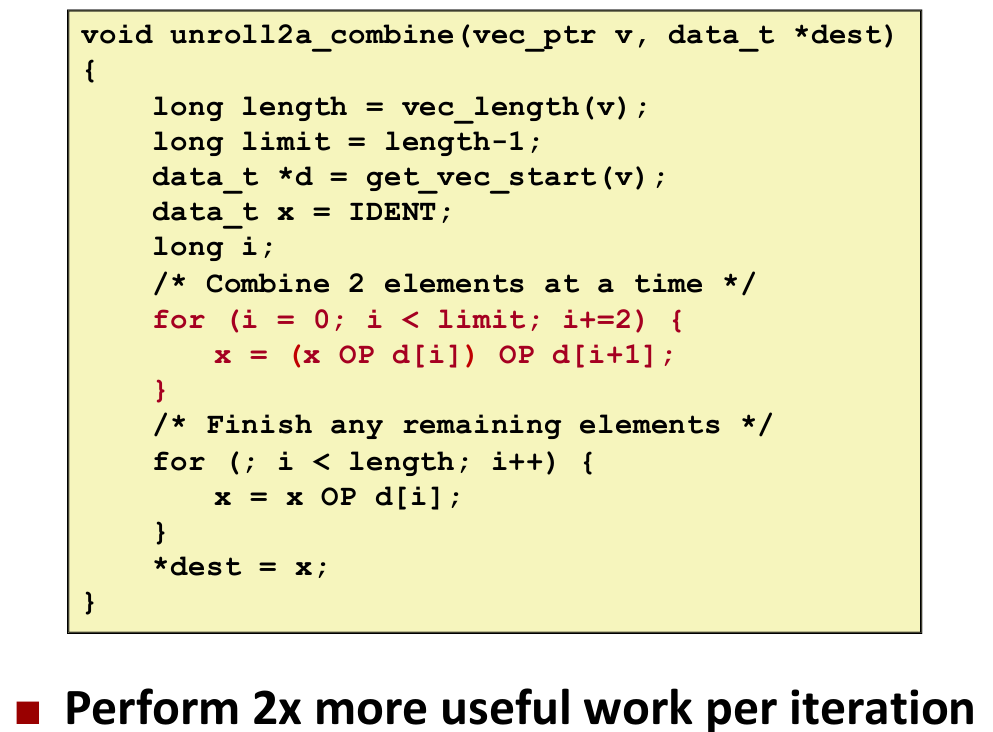 void unroll2a_combine(vec_ptr v, data_t *dest)
{
    long length = vec_length(v);
    long limit = length-1;
    data_t *d = get_vec_start(v);
    data_t x = IDENT;
    long i;
    /* Combine 2 elements at a time */
    for (i = 0; i < limit; i+=2) {
       x = (x OP d[i]) OP d[i+1];
    }
    /* Finish any remaining elements */
    for (; i < length; i++) {
       x = x OP d[i];
    }
    *dest = x;
}
■ Perform 2x more useful work per iteration